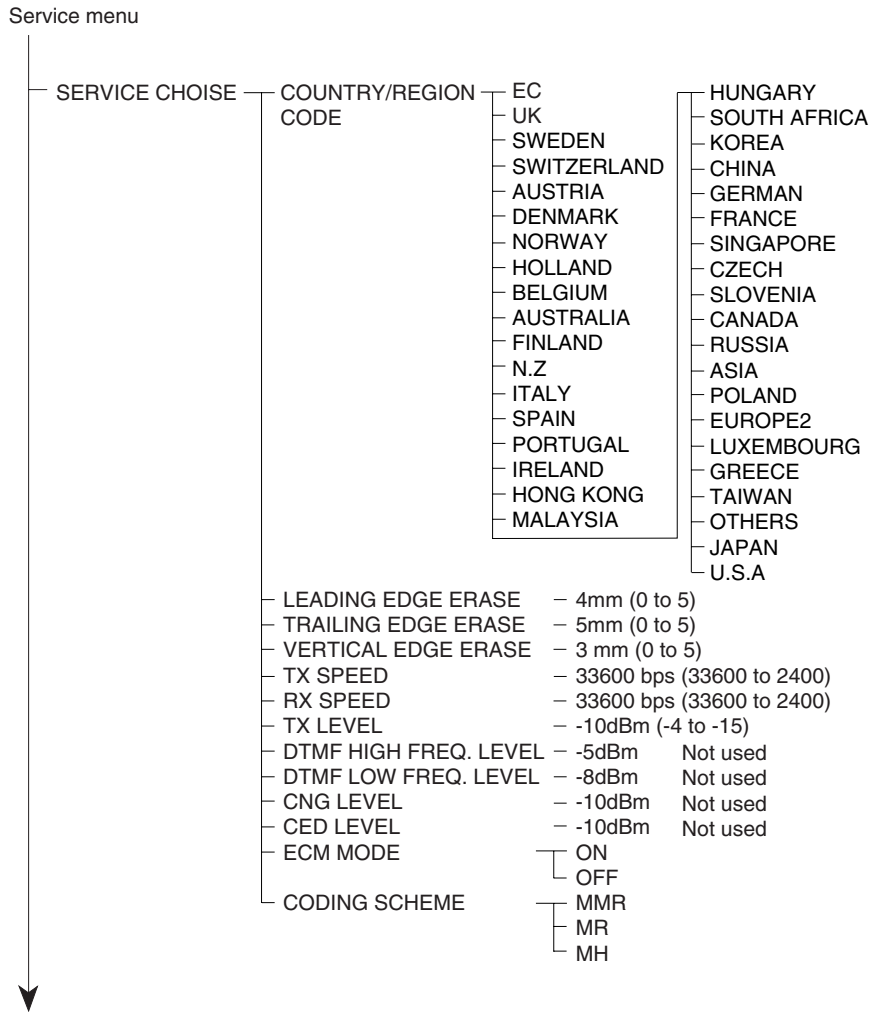 Service menu
SERVICE CHOISE
COUNTRY/REGION
CODE
EC
UK
SWEDEN
SWITZERLAND
AUSTRIA
DENMARK
NORWAY
HOLLAND
BELGIUM
AUSTRALIA
FINLAND
N.Z
ITALY
SPAIN
PORTUGAL
IRELAND
HONG KONG
MALAYSIA
HUNGARY
SOUTH AFRICA
KOREA
CHINA
GERMAN
FRANCE
SINGAPORE
CZECH
SLOVENIA
CANADA
RUSSIA
ASIA
POLAND
EUROPE2
LUXEMBOURG
GREECE
TAIWAN
OTHERS
JAPAN
U.S.A
LEADING EDGE ERASE – 4mm (0 to 5)
TRAILING EDGE ERASE – 5mm (0 to 5)
VERTICAL EDGE ERASE – 3 mm (0 to 5)
TX SPEED – 33600 bps (33600 to 2400)
RX SPEED – 33600 bps (33600 to 2400)
TX LEVEL – -10dBm (-4 to -15)
DTMF HIGH FREQ. LEVEL – -5dBm Not used
DTMF LOW FREQ. LEVEL – -8dBm Not used
CNG LEVEL – -10dBm Not used
CED LEVEL – -10dBm Not used
ECM MODE
ON
OFF
CODING SCHEME
MMR
MR
MH